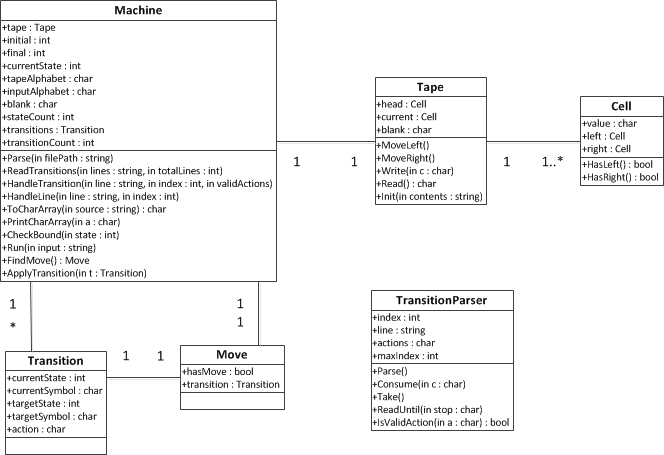 Machine
+tape : Tape
+initial : int
+final : int
+currentState : int
+tapeAlphabet : char
+inputAlphabet : char
+blank : char
+stateCount : int
+transitions : Transition
+transitionCount : int
+Parse(in filePath : string)
+ReadTransitions(in lines : string, in totalLines : int)
+HandleTransition(in line : string, in index : int, in validActions)
+HandleLine(in line : string, in index : int)
+ToCharArray(in source : string) : char
+PrintCharArray(in a : char)
+CheckBound(in state : int)
+Run(in input : string)
+FindMove() : Move
+ApplyTransition(in t : Transition)
1
1
Tape
+head : Cell
+current : Cell
+blank : char
+MoveLeft()
+MoveRight()
+Write(in c : char)
+Read() : char
+Init(in contents : string)
1
1..*
Cell
+value : char
+left : Cell
+right : Cell
+HasLeft() : bool
+HasRight() : bool
1
*
1
1
Transition
+currentState : int
+currentSymbol : char
+targetState : int
+targetSymbol : char
+action : char
1
1
Move
+hasMove : bool
+transition : Transition
TransitionParser
+index : int
+line : string
+actions : char
+maxIndex : int
+Parse()
+Consume(in c : char)
+Take()
+ReadUntil(in stop : char)
+IsValidAction(in a : char) : bool